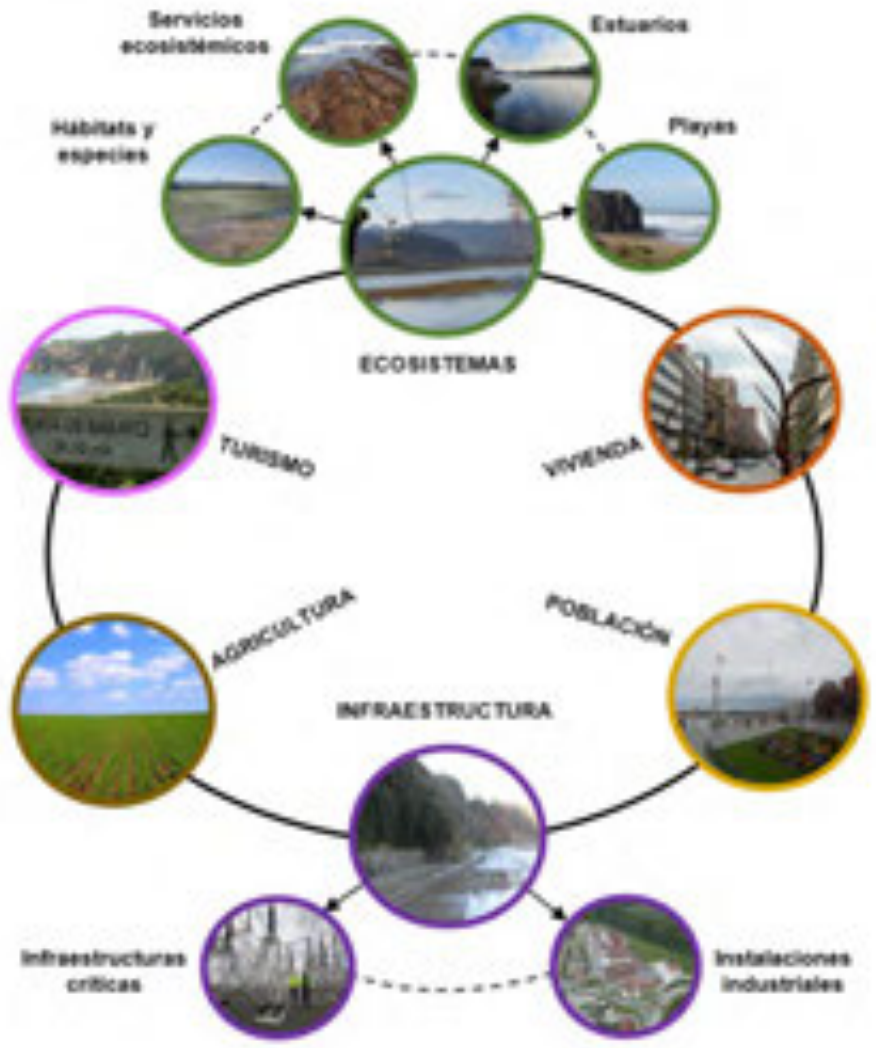 Servicios
ecosistémicos
Estuarios
Hábitats y
especies
Playas
ECOSISTEMAS
TURISMO
VIVIENDA
AGRICULTURA
POBLACIÓN
INFRAESTRUCTURA
Infraestructuras
críticas
Instalaciones
industriales